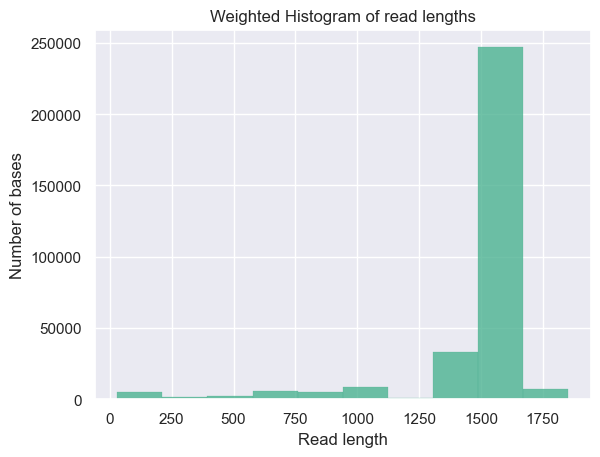 Weighted Histogram of read lengths
250000
200000
150000
100000
50000
0
Number of bases
0 250 500 750 1000 1250 1500 1750
Read length